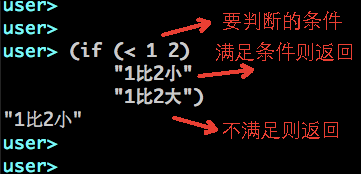 user>
user>
user> (if (< 1 2) 要判断的条件
"1比2小" 满足条件则返回
"1比2大")
"1比2小" 不满足则返回
user>
user>